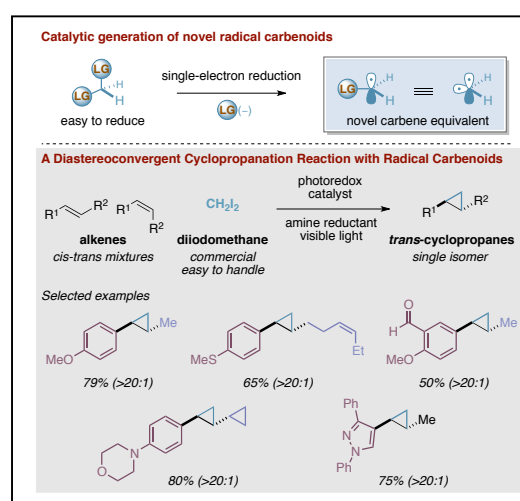 Catalytic generation of novel radical carbenoids
LG
LG
H
H
easy to reduce
single-electron reduction
LG(–)
LG
H
H
H
H
novel carbene equivalent
A Diastereoconvergent Cyclopropanation Reaction with Radical Carbenoids
R1
R2
R1
R2
alkenes
cis-trans mixtures
CH2I2
diiodomethane
commercial
easy to handle
photoredox
catalyst
amine reductant
visible light
R1
R2
trans-cyclopropanes
single isomer
Selected examples
MeO
Me
79% (>20:1)
MeS
Et
65% (>20:1)
O
H
MeO
Me
50% (>20:1)
N
O
80% (>20:1)
Ph
N
N
Ph
Me
75% (>20:1)